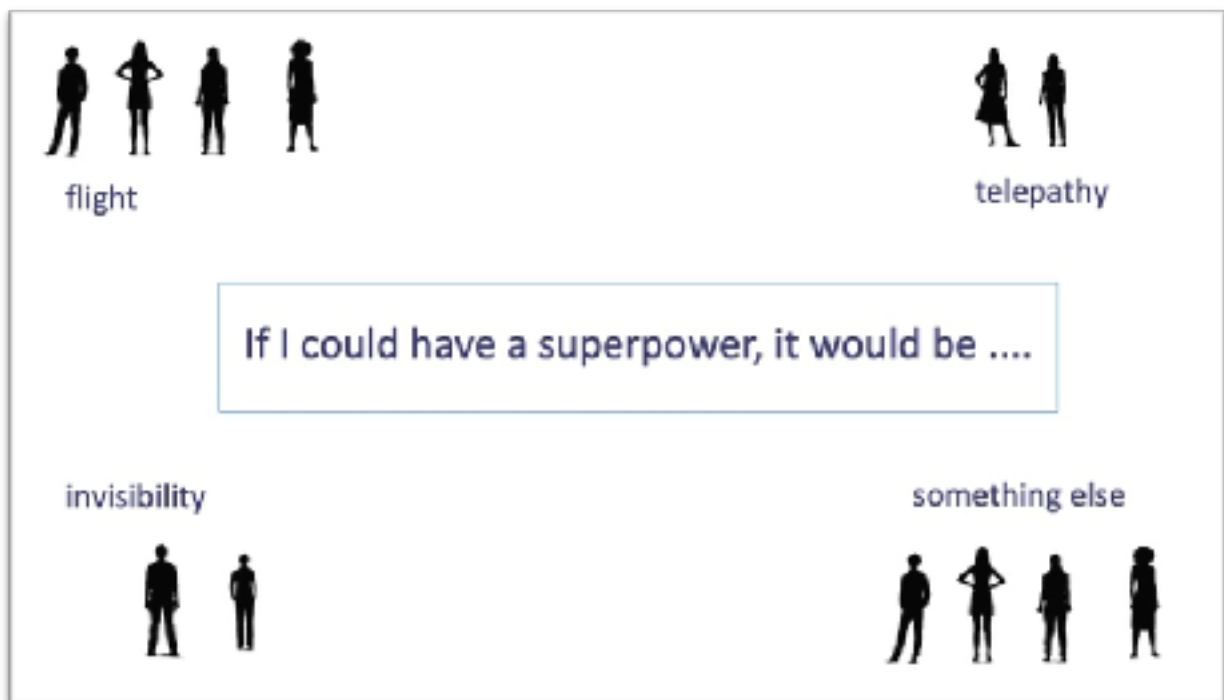 flight
telepathy
If I could have a superpower, it would be ....
invisibility
something else